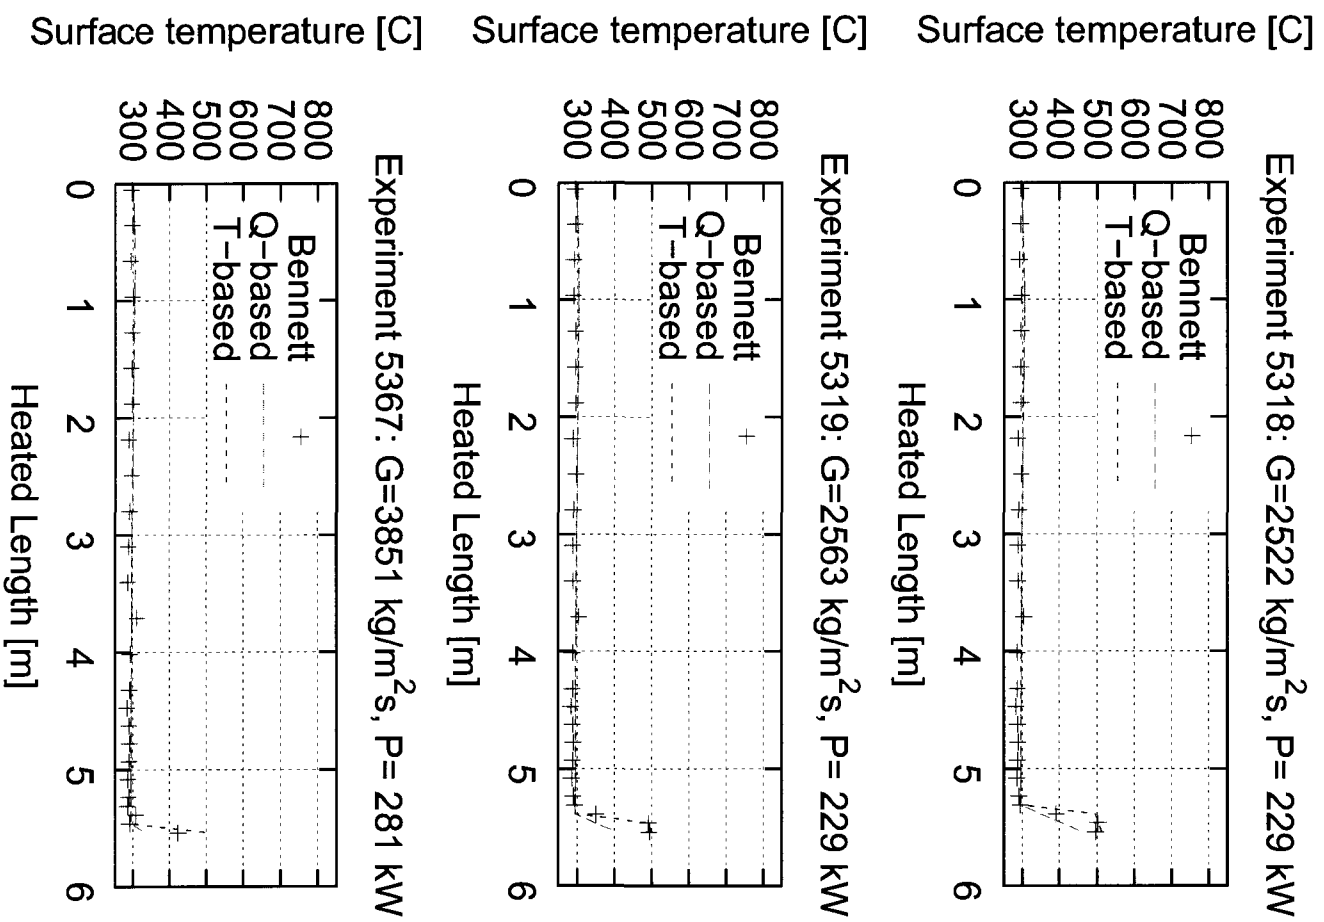 Experiment 5318: G=2522 kg/m²s, P= 229 kW
Surface temperature [C]
800
700
600
500
400
300
Bennett
Q-based
T-based
0 1 2 3 4 5 6
Heated Length [m]
Experiment 5319: G=2563 kg/m²s, P= 229 kW
Surface temperature [C]
800
700
600
500
400
300
Bennett
Q-based
T-based
0 1 2 3 4 5 6
Heated Length [m]
Experiment 5367: G=3851 kg/m²s, P= 281 kW
Surface temperature [C]
800
700
600
500
400
300
Bennett
Q-based
T-based
0 1 2 3 4 5 6
Heated Length [m]